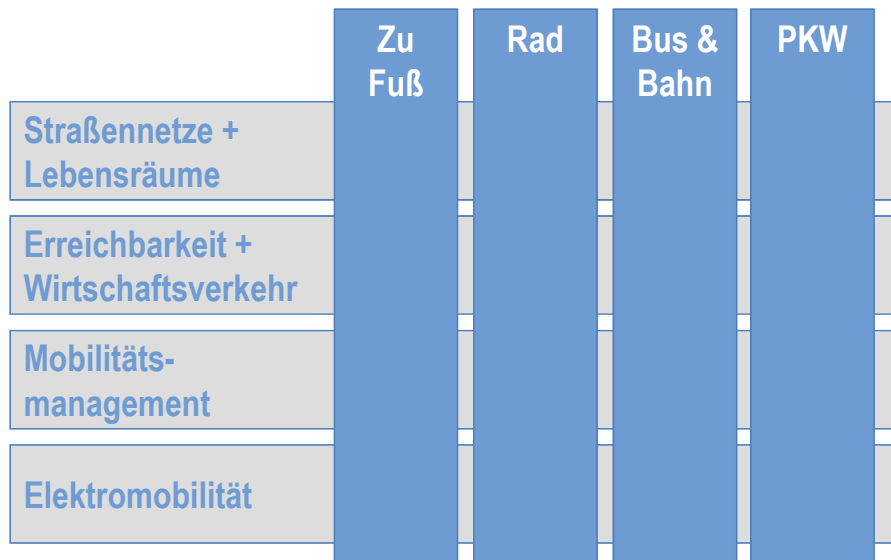 Zu
Fuß
Rad
Bus &
Bahn
PKW
Straßennetze +
Lebensräume
Erreichbarkeit +
Wirtschaftsverkehr
Mobilitäts-
management
Elektromobilität